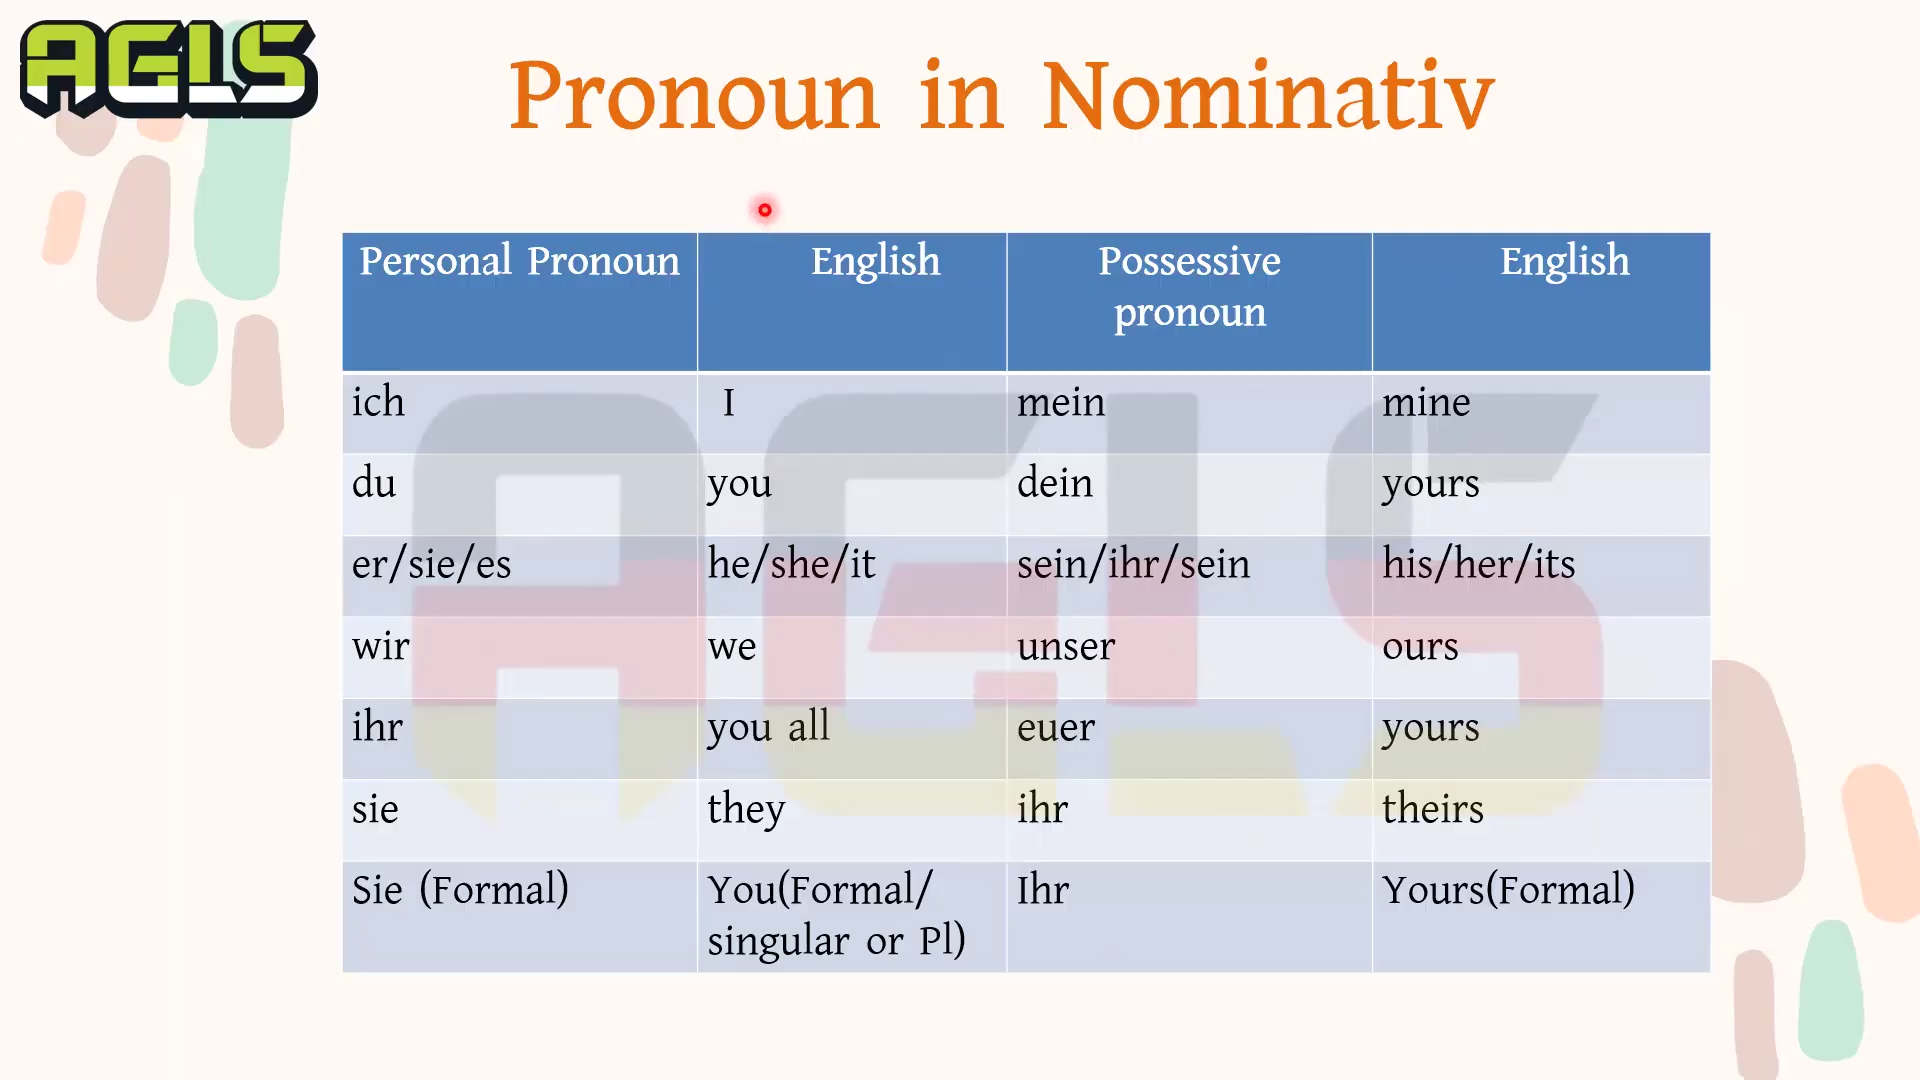 AGLS
Pronoun in Nominativ
Personal Pronoun English Possessive pronoun English
ich I mein mine
du you dein yours
er/sie/es he/she/it sein/ihr/sein his/her/its
wir we unser ours
ihr you all euer yours
sie they ihr theirs
Sie (Formal) You(Formal/ singular or Pl) Ihr Yours(Formal)
AGLS